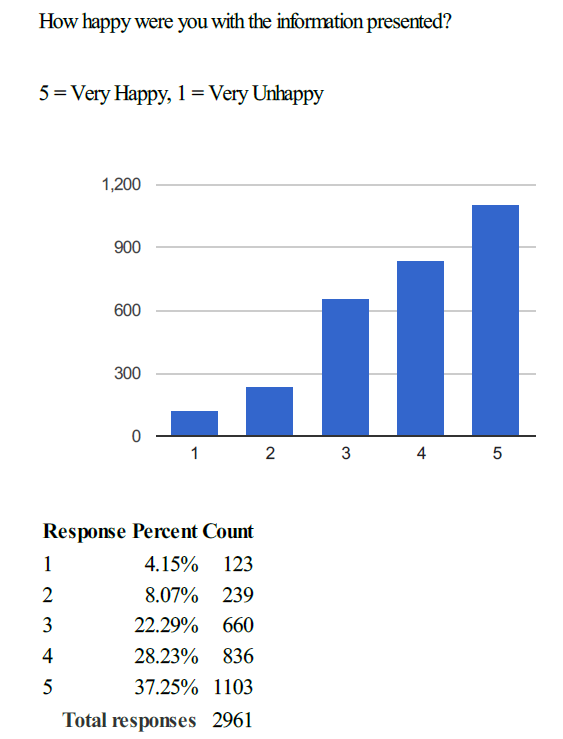 How happy were you with the information presented?
5 = Very Happy, 1 = Very Unhappy
1,200
900
600
300
0
1 2 3 4 5
Response Percent Count
1 4.15% 123
2 8.07% 239
3 22.29% 660
4 28.23% 836
5 37.25% 1103
Total responses 2961